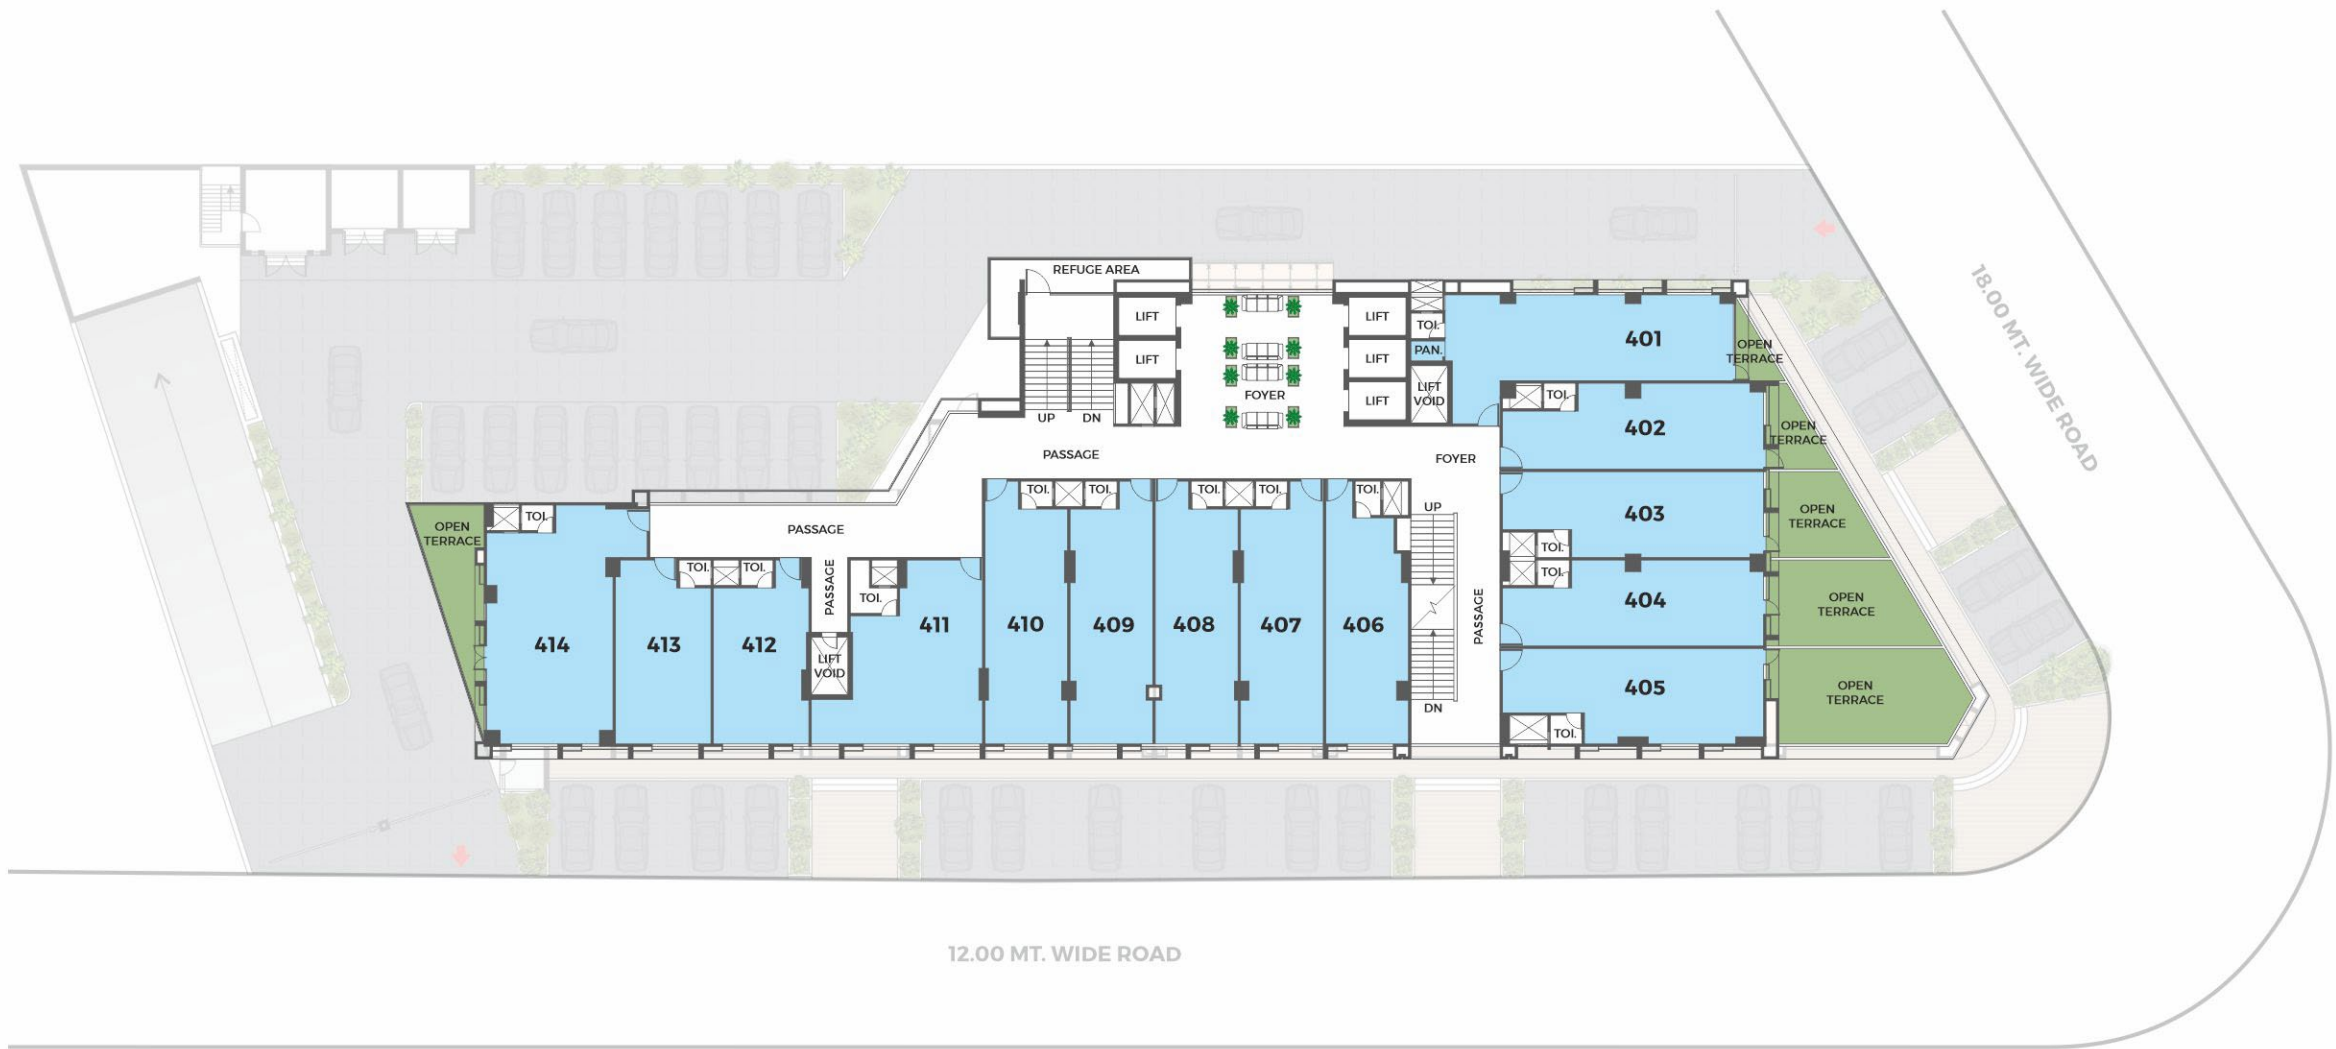 REFUGE AREA
LIFT
LIFT
LIFT
LIFT
LIFT
FOYER
TOI.
PAN.
LIFT
VOID
401
OPEN
TERRACE
18.00 MT. WIDE ROAD
UP
DN
PASSAGE
FOYER
TOI.
402
OPEN
TERRACE
403
OPEN
TERRACE
TOI.
TOI.
404
OPEN
TERRACE
405
OPEN
TERRACE
TOI.
UP
PASSAGE
DN
TOI.
TOI.
TOI.
TOI.
TOI.
410
409
408
407
406
OPEN
TERRACE
TOI.
PASSAGE
TOI.
TOI.
PASSAGE
TOI.
414
413
412
LIFT
VOID
411
12.00 MT. WIDE ROAD